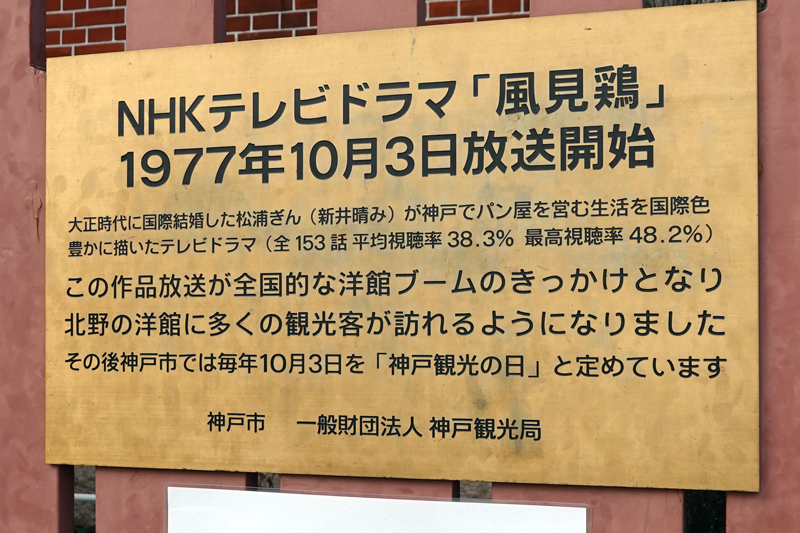 NHKテレビドラマ「風見鶏」
1977年10月3日放送開始
大正時代に国際結婚した松浦ぎん（新井晴み）が神戸でパン屋を営む生活を国際色
豊かに描いたテレビドラマ（全153話 平均視聴率38.3% 最高視聴率48.2%）
この作品放送が全国的な洋館ブームのきっかけとなり
北野の洋館に多くの観光客が訪れるようになりました
その後神戸市では毎年10月3日を「神戸観光の日」と定めています
神戸市　一般財団法人 神戸観光局